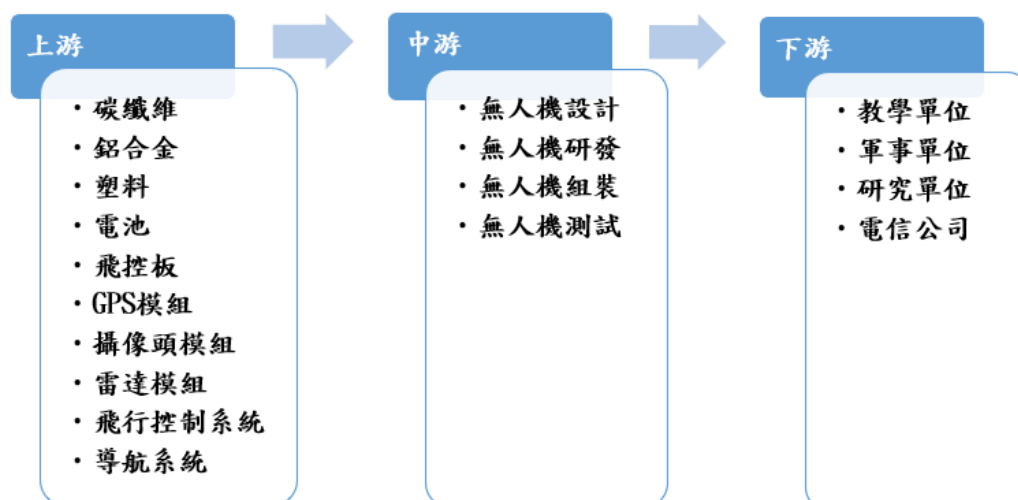 上游
・碳纖維
・鋁合金
・塑料
・電池
・飛控板
・GPS模組
・攝像頭模組
・雷達模組
・飛行控制系統
・導航系統
中游
・無人機設計
・無人機研發
・無人機組裝
・無人機測試
下游
・教學單位
・軍事單位
・研究單位
・電信公司